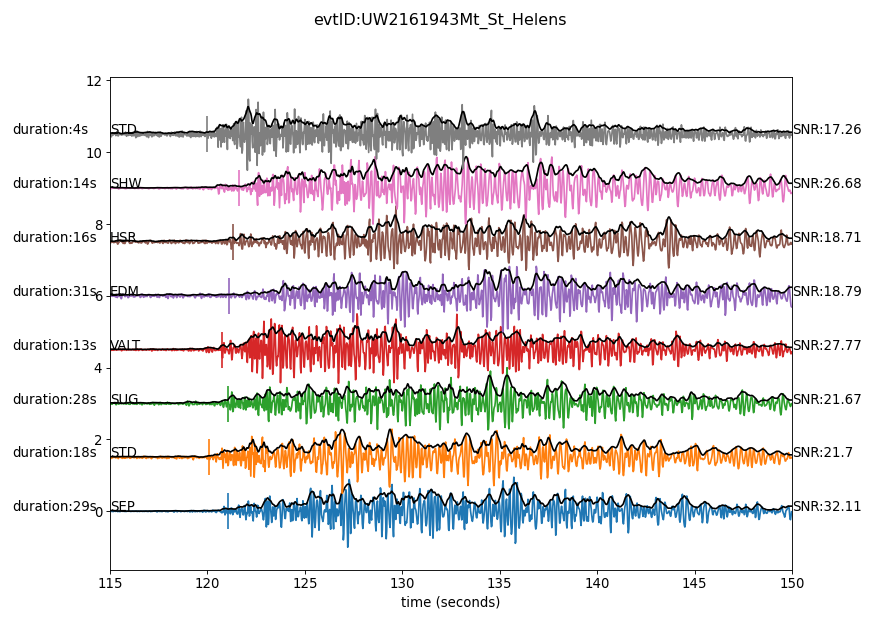 evtID:UW2161943Mt_St_Helens
12
duration:4s STD SNR:17.26
10
duration:14s SHW SNR:26.68
8
duration:16s HSR SNR:18.71
duration:31s EDM SNR:18.79
6
duration:13s VALT SNR:27.77
4
duration:28s SUG SNR:21.67
2
duration:18s STD SNR:21.7
duration:29s SEP SNR:32.11
0
115 120 125 130 135 140 145 150
time (seconds)